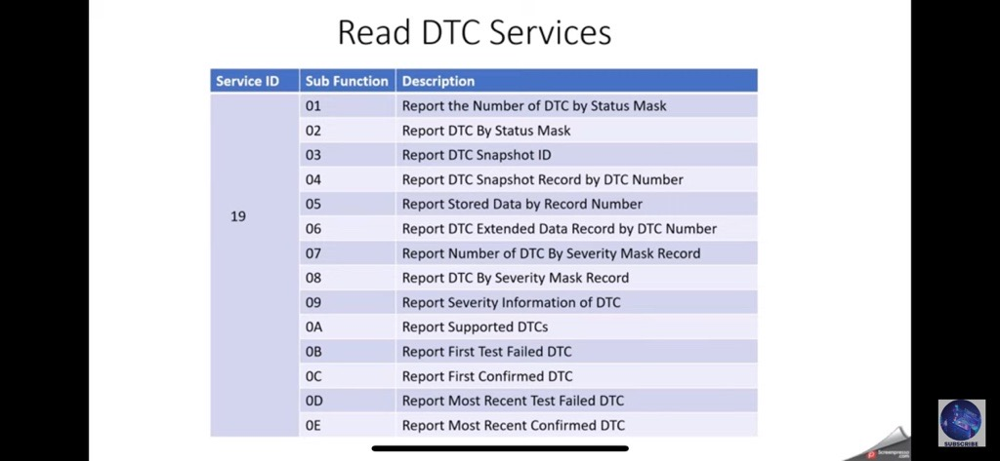 Read DTC Services
Service ID Sub Function Description
01 Report the Number of DTC by Status Mask
02 Report DTC By Status Mask
03 Report DTC Snapshot ID
04 Report DTC Snapshot Record by DTC Number
05 Report Stored Data by Record Number
19
06 Report DTC Extended Data Record by DTC Number
07 Report Number of DTC By Severity Mask Record
08 Report DTC By Severity Mask Record
09 Report Severity Information of DTC
0A Report Supported DTCs
0B Report First Test Failed DTC
0C Report First Confirmed DTC
0D Report Most Recent Test Failed DTC
0E Report Most Recent Confirmed DTC
SUBSCRIBE